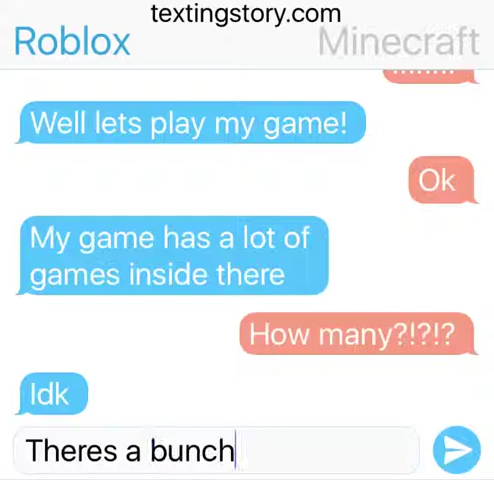 textingstory.com
Roblox Minecraft
Well lets play my game!
Ok
My game has a lot of
games inside there
How many?!?!?
Idk
Theres a bunch